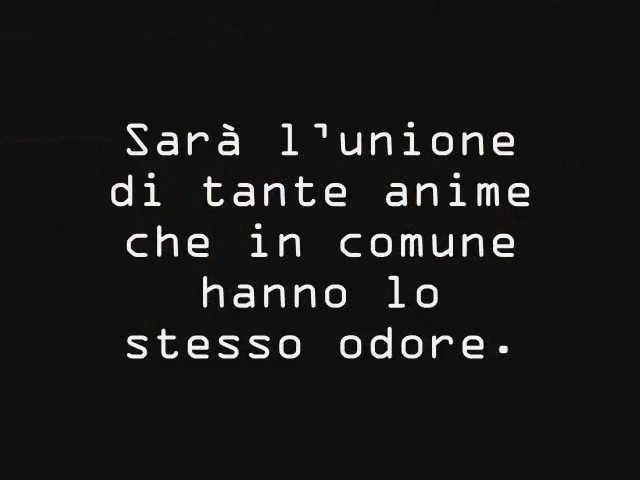 Sarà l'unione
di tante anime
che in comune
hanno lo
stesso odore.